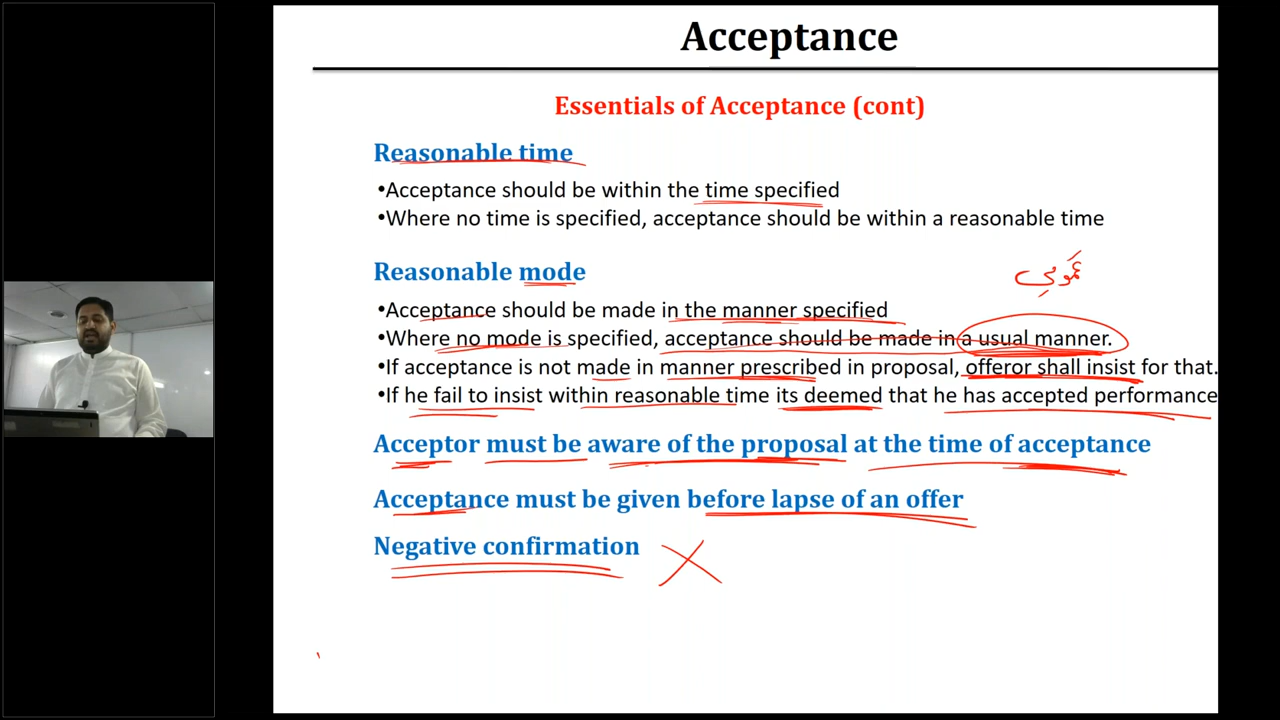 Acceptance
Essentials of Acceptance (cont)
Reasonable time
•Acceptance should be within the time specified
•Where no time is specified, acceptance should be within a reasonable time
Reasonable mode
عمومی
•Acceptance should be made in the manner specified
•Where no mode is specified, acceptance should be made in a usual manner.
•If acceptance is not made in manner prescribed in proposal, offeror shall insist for that.
•If he fail to insist within reasonable time its deemed that he has accepted performance
Acceptor must be aware of the proposal at the time of acceptance
Acceptance must be given before lapse of an offer
Negative confirmation